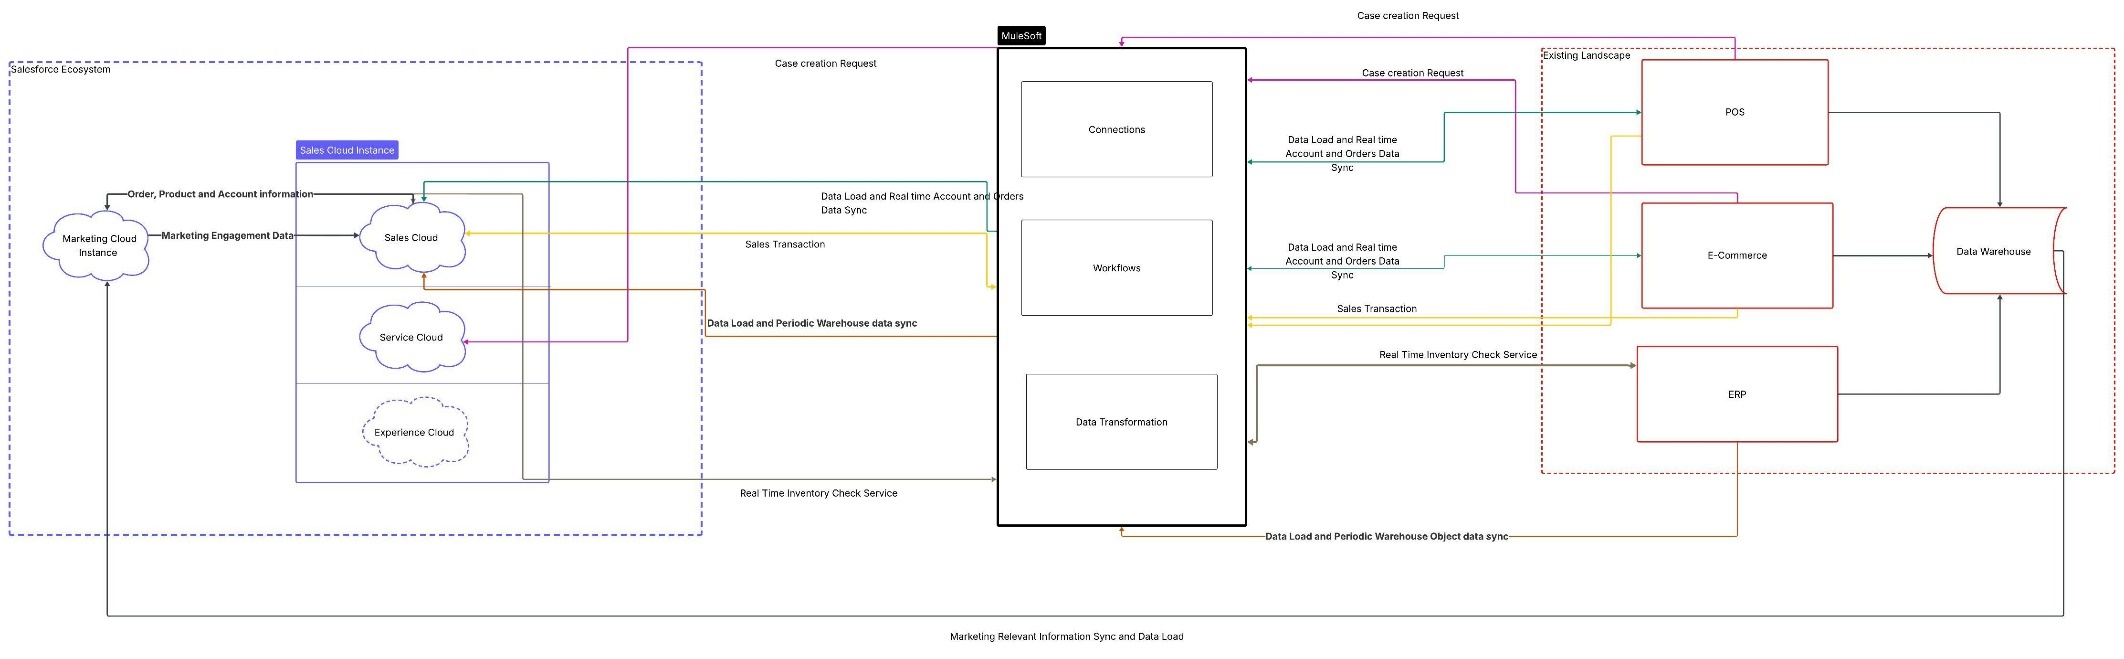 Case creation Request
MuleSoft
Salesforce Ecosystem
Case creation Request
Case creation Request
Existing Landscape
POS
Connections
Data Load and Real time
Account and Orders Data
Sync
Sales Cloud Instance
Order, Product and Account information
Data Load and Real time Account and Orders
Data Sync
Marketing Cloud
Instance
Marketing Engagement Data
Sales Cloud
Sales Transaction
Workflows
Data Load and Real time
Account and Orders Data
Sync
E-Commerce
Data Warehouse
Sales Transaction
Data Load and Periodic Warehouse data sync
Service Cloud
Real Time Inventory Check Service
ERP
Data Transformation
Experience Cloud
Real Time Inventory Check Service
Data Load and Periodic Warehouse Object data sync
Marketing Relevant Information Sync and Data Load